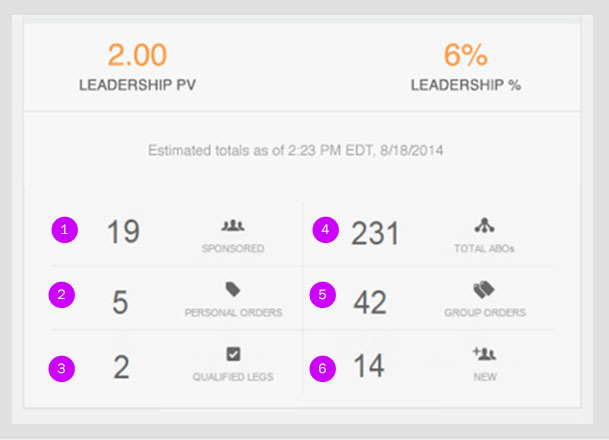 2.00 6%
LEADERSHIP PV LEADERSHIP %
Estimated totals as of 2:23 PM EDT, 8/18/2014
1 19 SPONSORED
4 231 TOTAL ABOs
2 5 PERSONAL ORDERS
5 42 GROUP ORDERS
3 2 QUALIFIED LEGS
6 14 NEW